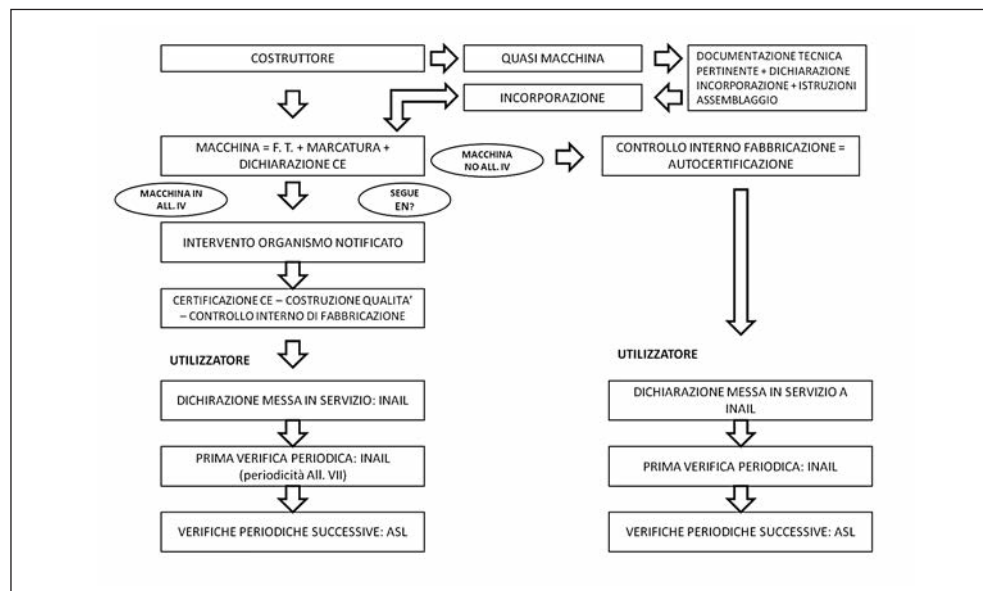 COSTRUTTORE
QUASI MACCHINA
DOCUMENTAZIONE TECNICA
PERTINENTE + DICHIARAZIONE
INCORPORAZIONE + ISTRUZIONI
ASSEMBLAGGIO
INCORPORAZIONE
MACCHINA = F. T. + MARCATURA +
DICHIARAZIONE CE
MACCHINA
NO ALL. IV
CONTROLLO INTERNO FABBRICAZIONE =
AUTOCERTIFICAZIONE
MACCHINA IN
ALL. IV
SEGUE
EN?
INTERVENTO ORGANISMO NOTIFICATO
CERTIFICAZIONE CE – COSTRUZIONE QUALITA'
– CONTROLLO INTERNO DI FABBRICAZIONE
UTILIZZATORE
DICHIRAZIONE MESSA IN SERVIZIO: INAIL
PRIMA VERIFICA PERIODICA: INAIL
(periodicità All. VII)
VERIFICHE PERIODICHE SUCCESSIVE: ASL
UTILIZZATORE
DICHIARAZIONE MESSA IN SERVIZIO A
INAIL
PRIMA VERIFICA PERIODICA: INAIL
VERIFICHE PERIODICHE SUCCESSIVE: ASL